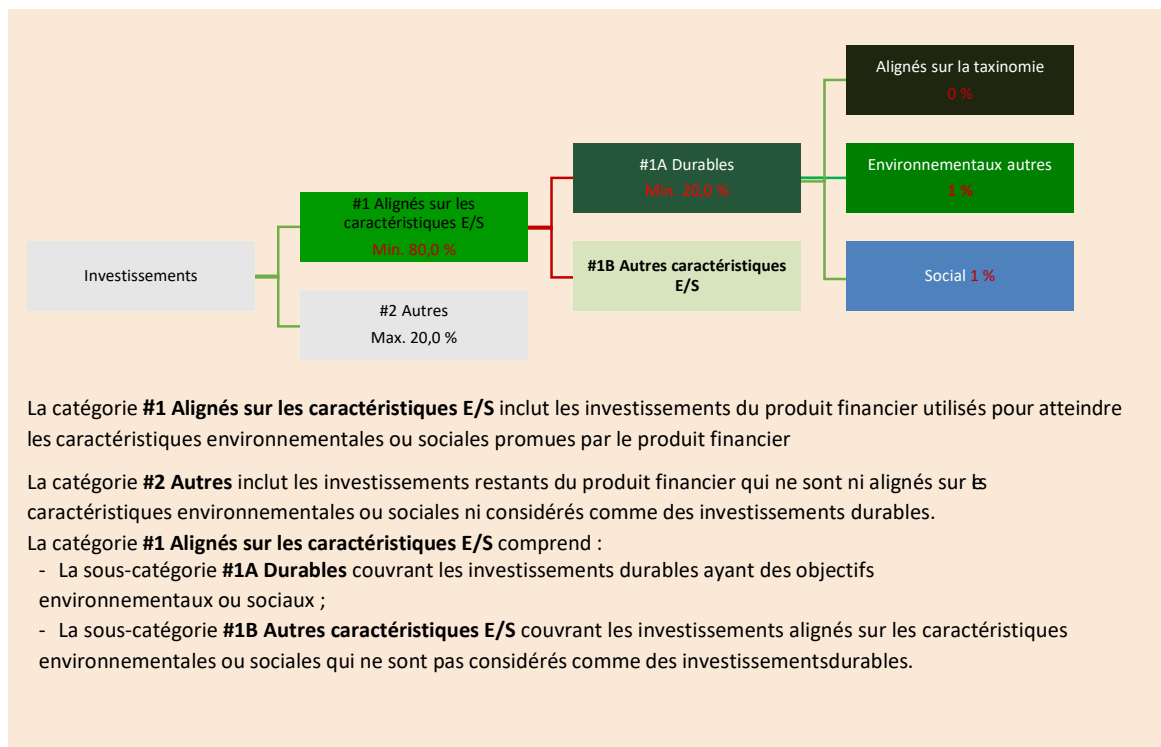 Alignés sur la taxinomie
0 %
#1A Durables
Min. 20,0 %
Environnementaux autres
1 %
#1 Alignés sur les
caractéristiques E/S
Min. 80,0 %
Investissements
#1B Autres caractéristiques
E/S
Social 1 %
#2 Autres
Max. 20,0 %
La catégorie #1 Alignés sur les caractéristiques E/S inclut les investissements du produit financier utilisés pour atteindre
les caractéristiques environnementales ou sociales promues par le produit financier
La catégorie #2 Autres inclut les investissements restants du produit financier qui ne sont ni alignés sur les
caractéristiques environnementales ou sociales ni considérés comme des investissements durables.
La catégorie #1 Alignés sur les caractéristiques E/S comprend :
- La sous-catégorie #1A Durables couvrant les investissements durables ayant des objectifs
environnementaux ou sociaux ;
- La sous-catégorie #1B Autres caractéristiques E/S couvrant les investissements alignés sur les caractéristiques
environnementales ou sociales qui ne sont pas considérés comme des investissementsdurables.